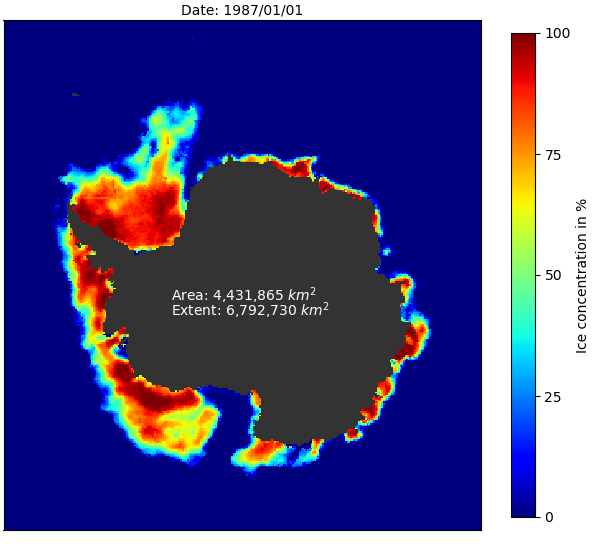 Date: 1987/01/01
Area: 4,431,865 km²
Extent: 6,792,730 km²
100
75
50
25
0
Ice concentration in %